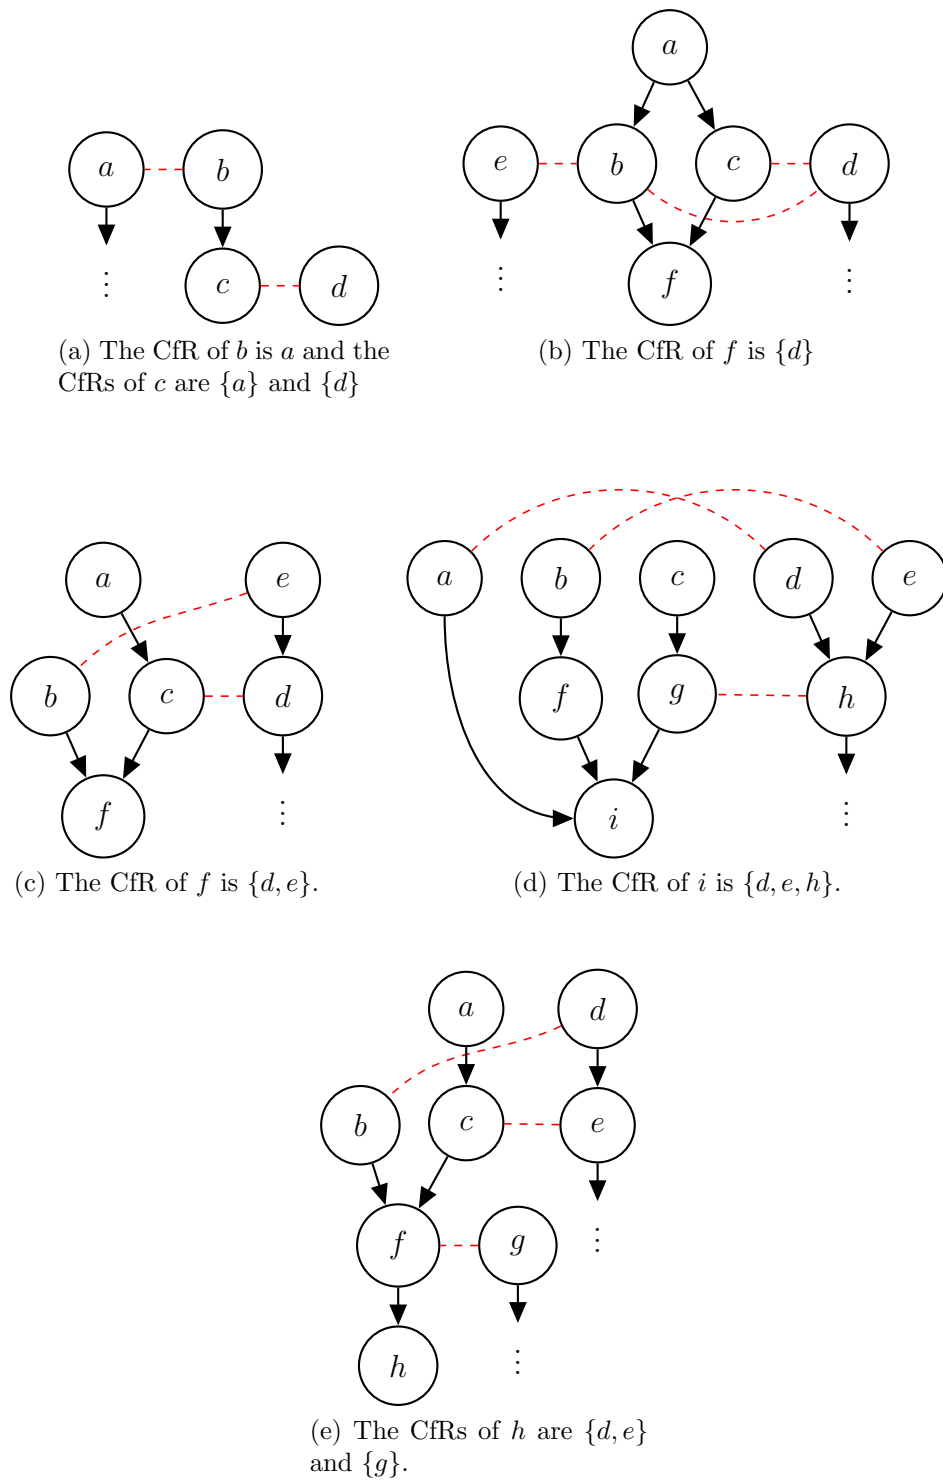 a
b
c
d
⋮
(a) The CfR of b is a and the
CfRs of c are {a} and {d}
a
e
b
c
d
f
⋮
⋮
(b) The CfR of f is {d}
a
e
b
c
d
f
⋮
(c) The CfR of f is {d, e}.
a
b
c
d
e
f
g
h
i
⋮
(d) The CfR of i is {d, e, h}.
a
d
b
c
e
f
g
⋮
h
⋮
(e) The CfRs of h are {d, e}
and {g}.